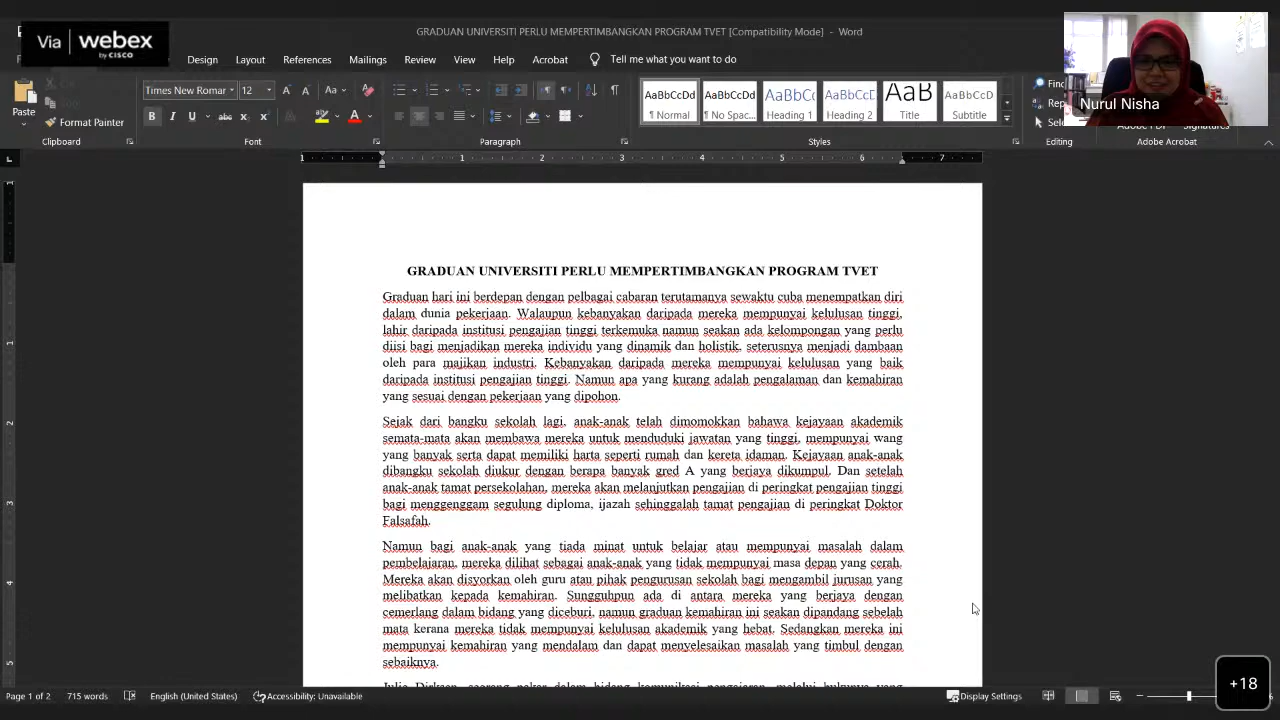 Via webex
by CISCO
GRADUAN UNIVERSITI PERLU MEMPERTIMBANGKAN PROGRAM TVET [Compatibility Mode] - Word
Design Layout References Mailings Review View Help Acrobat Tell me what you want to do
Paste
Format Painter
Times New Roman 12
AaBbCcDd AaBbCcDd AaBbCc AaBbCcE AaB AaBbCcD
¶ Normal ¶ No Spac... Heading 1 Heading 2 Title Subtitle
Nurul Nisha
Clipboard Font Paragraph Styles Editing Adobe Acrobat
1 1 2 3 4 5 6 7
GRADUAN UNIVERSITI PERLU MEMPERTIMBANGKAN PROGRAM TVET
Graduan hari ini berdepan dengan pelbagai cabaran terutamanya sewaktu cuba menempatkan diri
dalam dunia pekerjaan. Walaupun kebanyakan daripada mereka mempunyai kelulusan tinggi,
lahir daripada institusi pengajian tinggi terkemuka namun seakan ada kelompongan yang perlu
diisi bagi menjadikan mereka individu yang dinamik dan holistik, seterusnya menjadi dambaan
oleh para majikan industri. Kebanyakan daripada mereka mempunyai kelulusan yang baik
daripada institusi pengajian tinggi. Namun apa yang kurang adalah pengalaman dan kemahiran
yang sesuai dengan pekerjaan yang dipohon.
Sejak dari bangku sekolah lagi, anak-anak telah dimomokkan bahawa kejayaan akademik
semata-mata akan membawa mereka untuk menduduki jawatan yang tinggi, mempunyai wang
yang banyak serta dapat memiliki harta seperti rumah dan kereta idaman. Kejayaan anak-anak
dibangku sekolah diukur dengan berapa banyak gred A yang berjaya dikumpul. Dan setelah
anak-anak tamat persekolahan, mereka akan melanjutkan pengajian di peringkat pengajian tinggi
bagi menggenggam segulung diploma, ijazah sehinggalah tamat pengajian di peringkat Doktor
Falsafah.
Namun bagi anak-anak yang tiada minat untuk belajar atau mempunyai masalah dalam
pembelajaran, mereka dilihat sebagai anak-anak yang tidak mempunyai masa depan yang cerah.
Mereka akan disyorkan oleh guru atau pihak pengurusan sekolah bagi mengambil jurusan yang
melibatkan kepada kemahiran. Sungguhpun ada di antara mereka yang berjaya dengan
cemerlang dalam bidang yang diceburi, namun graduan kemahiran ini seakan dipandang sebelah
mata kerana mereka tidak mempunyai kelulusan akademik yang hebat. Sedangkan mereka ini
mempunyai kemahiran yang mendalam dan dapat menyelesaikan masalah yang timbul dengan
sebaiknya.
Page 1 of 2 715 words English (United States) Accessibility: Unavailable Display Settings
+18